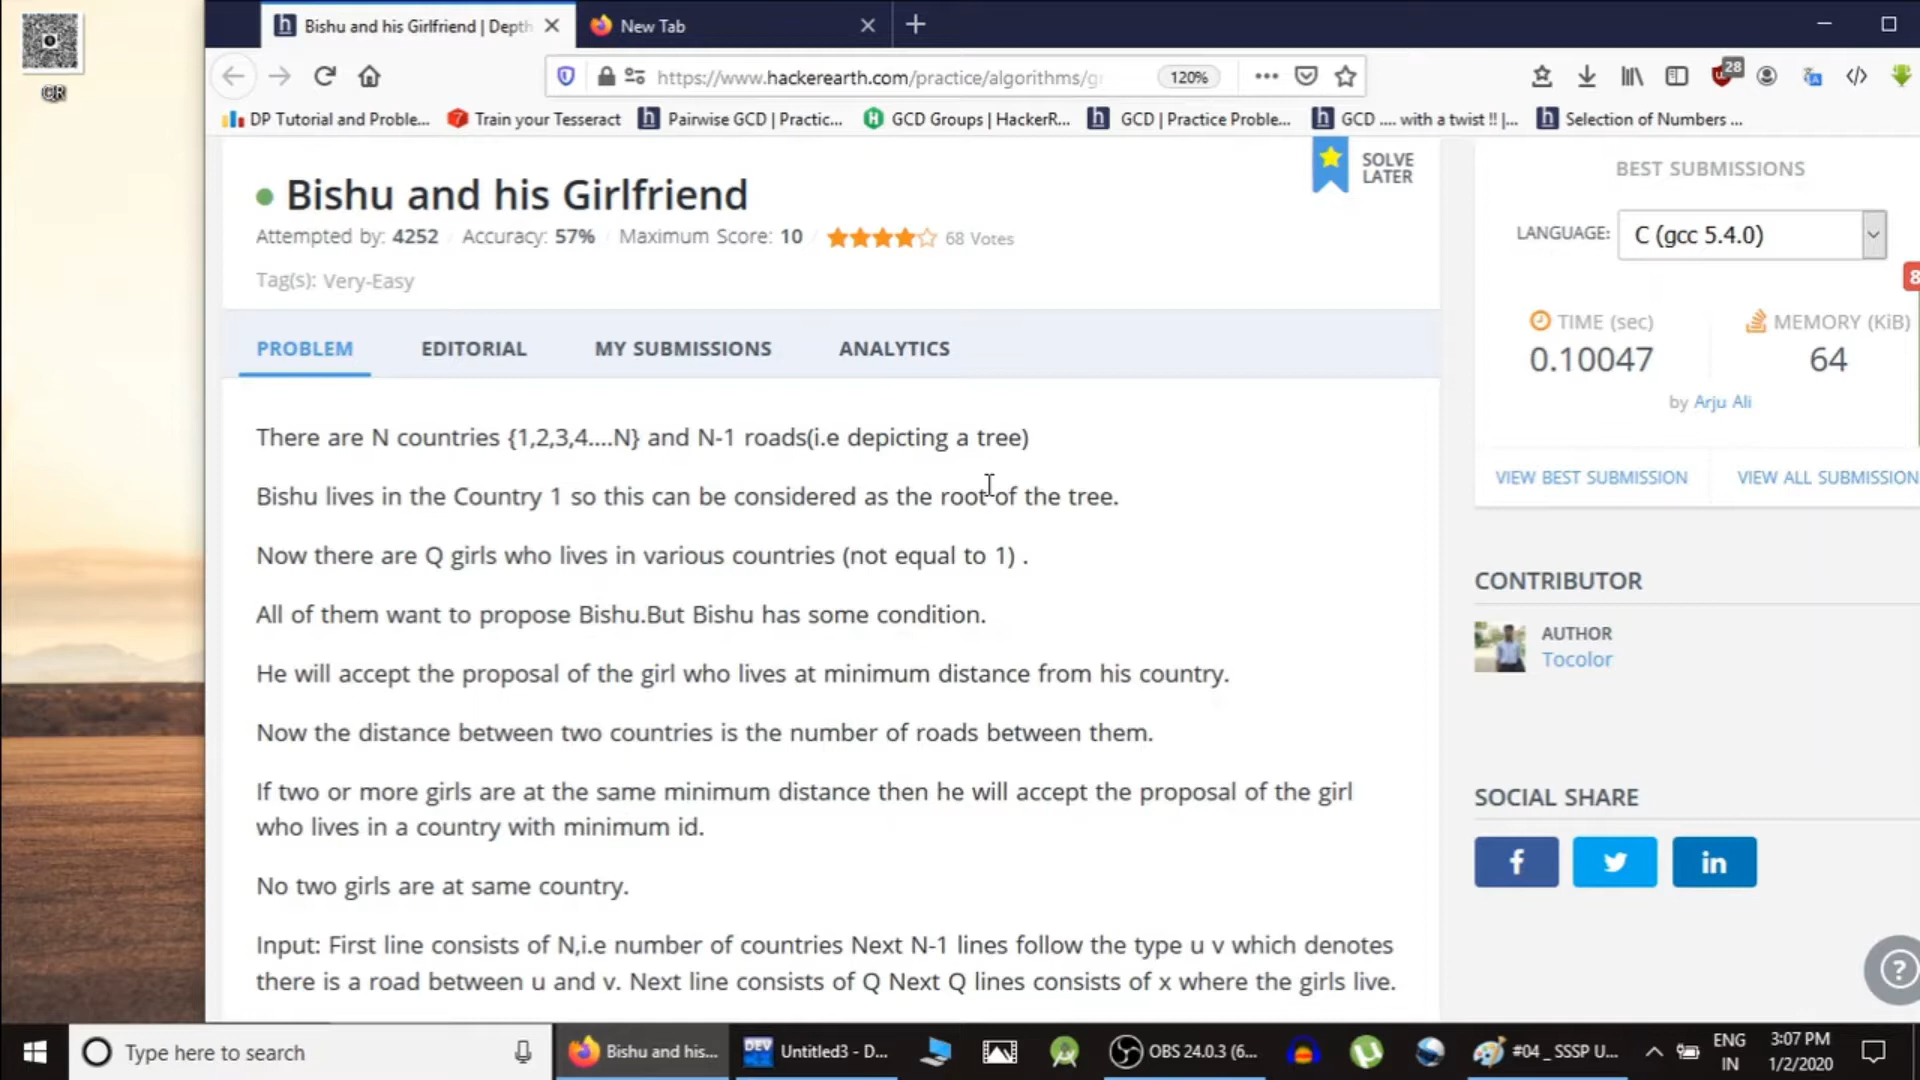 Bishu and his Girlfriend | Depth
New Tab
https://www.hackerearth.com/practice/algorithms/gr
120%
28
DP Tutorial and Proble...
Train your Tesseract
Pairwise GCD | Practic...
GCD Groups | HackerR...
GCD | Practice Proble...
GCD .... with a twist !! |...
Selection of Numbers ...
CR
Bishu and his Girlfriend
SOLVE
LATER
Attempted by: 4252 / Accuracy: 57% / Maximum Score: 10 / 68 Votes
Tag(s): Very-Easy
PROBLEM
EDITORIAL
MY SUBMISSIONS
ANALYTICS
There are N countries {1,2,3,4....N} and N-1 roads(i.e depicting a tree)
Bishu lives in the Country 1 so this can be considered as the root of the tree.
Now there are Q girls who lives in various countries (not equal to 1) .
All of them want to propose Bishu.But Bishu has some condition.
He will accept the proposal of the girl who lives at minimum distance from his country.
Now the distance between two countries is the number of roads between them.
If two or more girls are at the same minimum distance then he will accept the proposal of the girl
who lives in a country with minimum id.
No two girls are at same country.
Input: First line consists of N,i.e number of countries Next N-1 lines follow the type u v which denotes
there is a road between u and v. Next line consists of Q Next Q lines consists of x where the girls live.
BEST SUBMISSIONS
LANGUAGE: C (gcc 5.4.0)
8
TIME (sec)
0.10047
MEMORY (KiB)
64
by Arju Ali
VIEW BEST SUBMISSION
VIEW ALL SUBMISSION
CONTRIBUTOR
AUTHOR
Tocolor
SOCIAL SHARE
f
in
?
Type here to search
Bishu and his...
DEV
Untitled3 - D...
OBS 24.0.3 (6...
#04 _ SSSP U...
ENG
IN
3:07 PM
1/2/2020